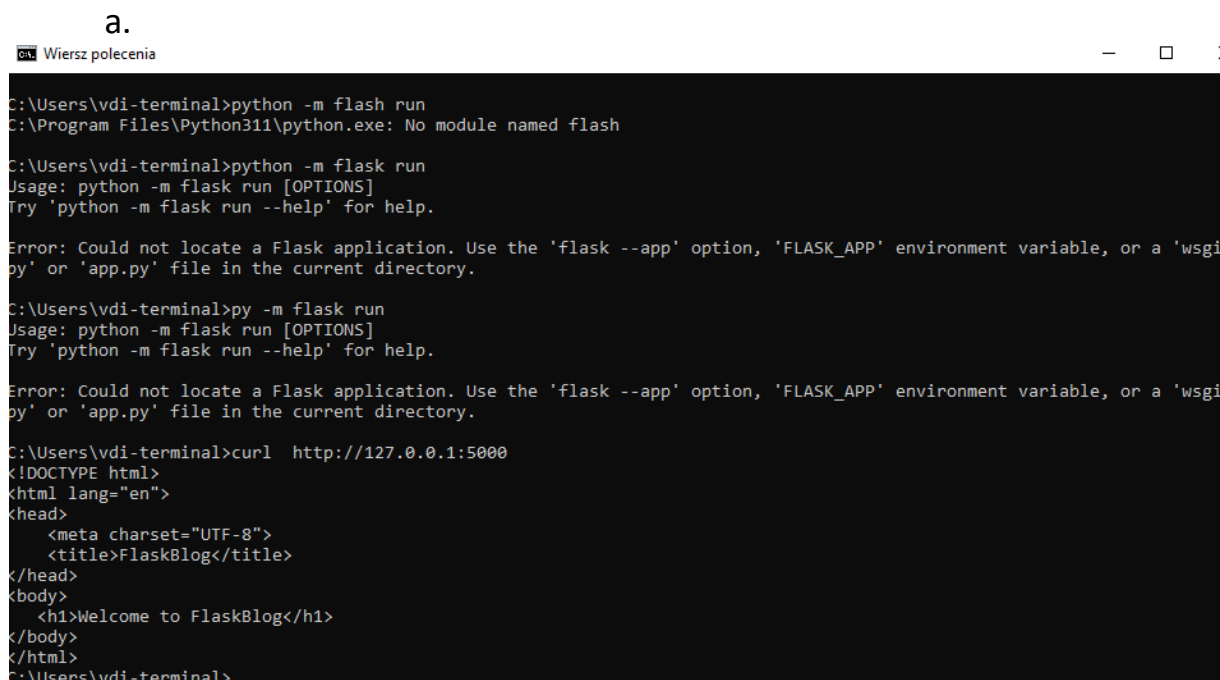 a.
Wiersz polecenia
C:\Users\vdi-terminal>python -m flash run
C:\Program Files\Python311\python.exe: No module named flash
C:\Users\vdi-terminal>python -m flask run
Usage: python -m flask run [OPTIONS]
Try 'python -m flask run --help' for help.
Error: Could not locate a Flask application. Use the 'flask --app' option, 'FLASK_APP' environment variable, or a 'wsgi
py' or 'app.py' file in the current directory.
C:\Users\vdi-terminal>py -m flask run
Usage: python -m flask run [OPTIONS]
Try 'python -m flask run --help' for help.
Error: Could not locate a Flask application. Use the 'flask --app' option, 'FLASK_APP' environment variable, or a 'wsgi
py' or 'app.py' file in the current directory.
C:\Users\vdi-terminal>curl  http://127.0.0.1:5000
<!DOCTYPE html>
<html lang="en">
<head>
    <meta charset="UTF-8">
    <title>FlaskBlog</title>
</head>
<body>
   <h1>Welcome to FlaskBlog</h1>
</body>
</html>
C:\Users\vdi-terminal>